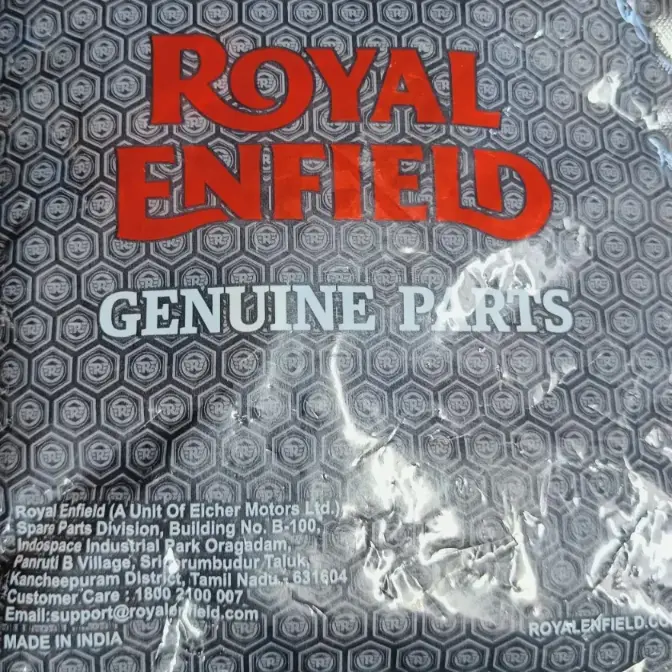 ROYAL
ENFIELD
GENUINE PARTS
Royal Enfield (A Unit Of Eicher Motors Ltd.)
Spare Parts Division, Building No. B-100,
Indospace Industrial Park Oragadam,
Panruti B Village, Sriperumbudur Taluk,
Kancheepuram District, Tamil Nadu - 631604
Customer Care : 1800 2100 007
Email:support@royalenfield.com
ROYALENFIELD.CO
MADE IN INDIA